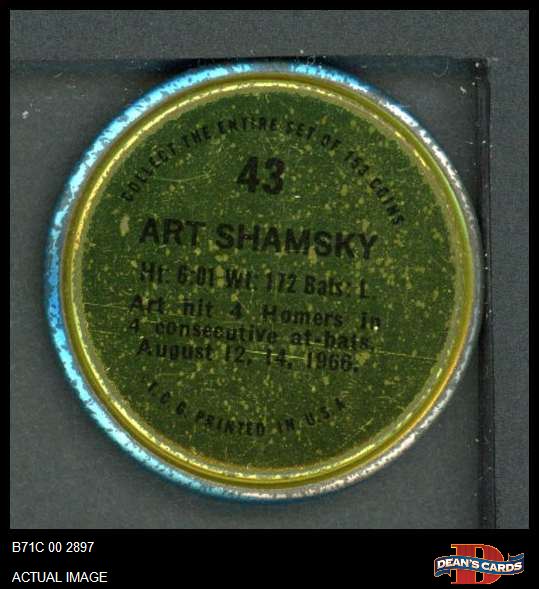 COLLECT THE ENTIRE SET OF 153 COINS
43
ART SHAMSKY
Ht: 6-01 Wt: 172 Bats: L
Art hit 4 Homers in
4 consecutive at-bats.
August 12, 14, 1966.
T.C.G. PRINTED IN U.S.A.
B71C 00 2897
ACTUAL IMAGE
B
DEAN'S CARDS